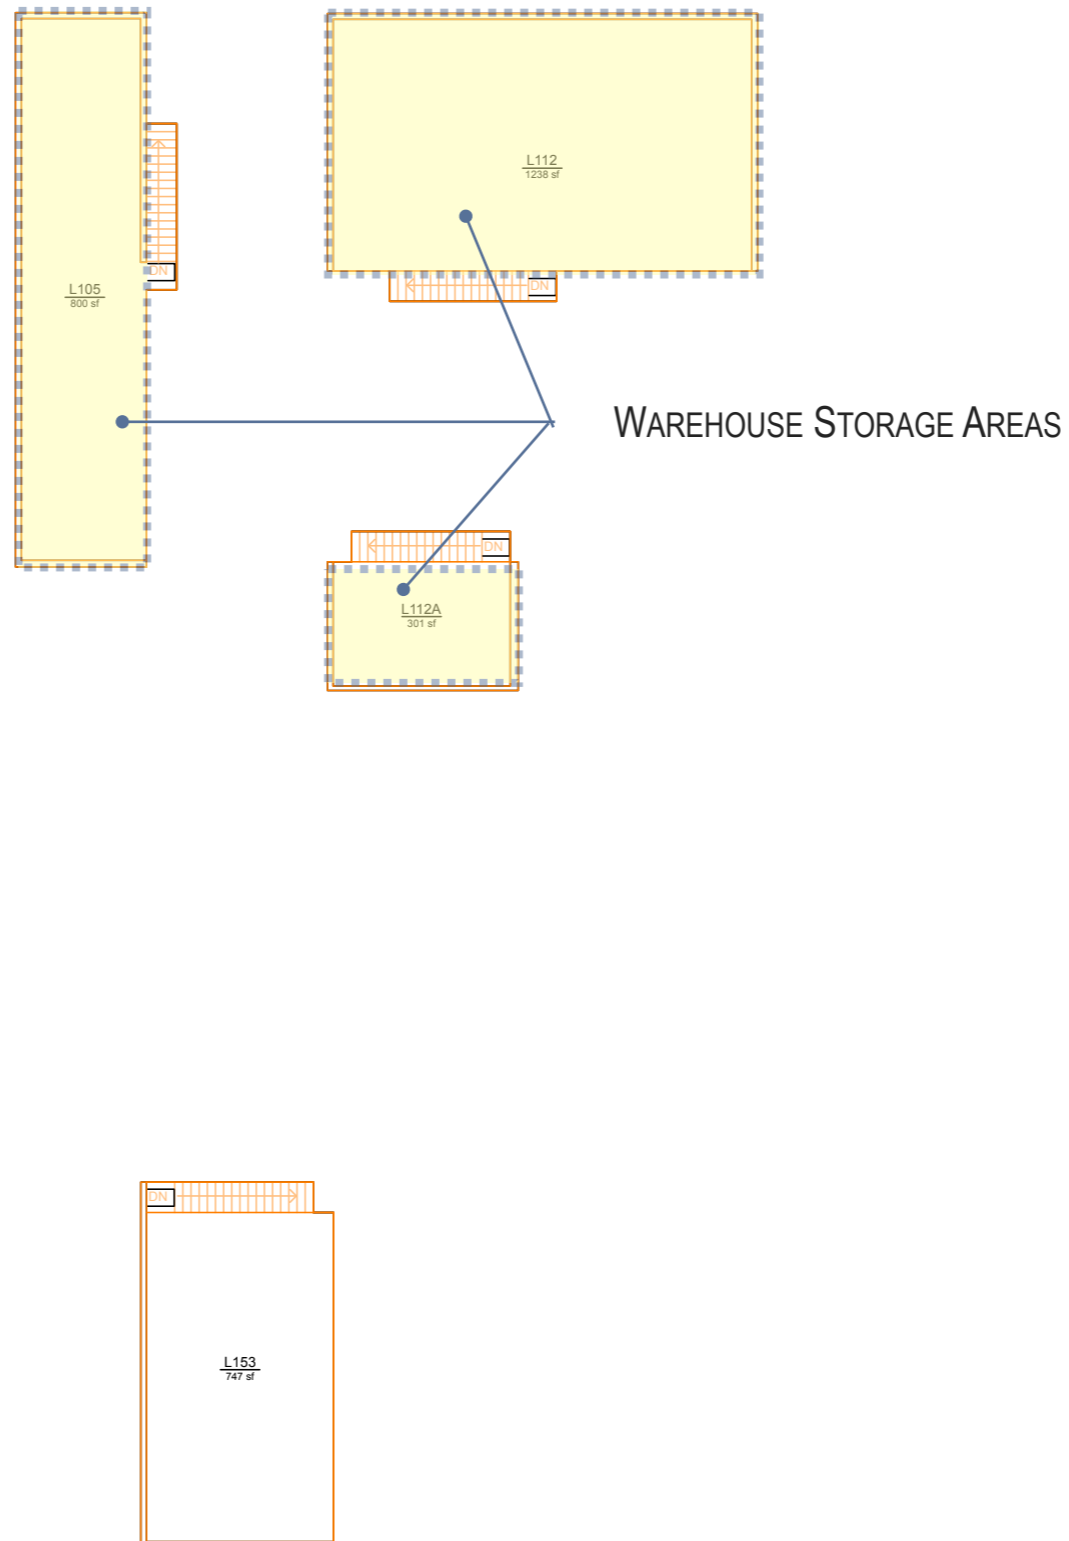 L112
1238 sf
DN
DN
L105
800 sf
WAREHOUSE STORAGE AREAS
DN
L112A
301 sf
DN
L153
747 sf